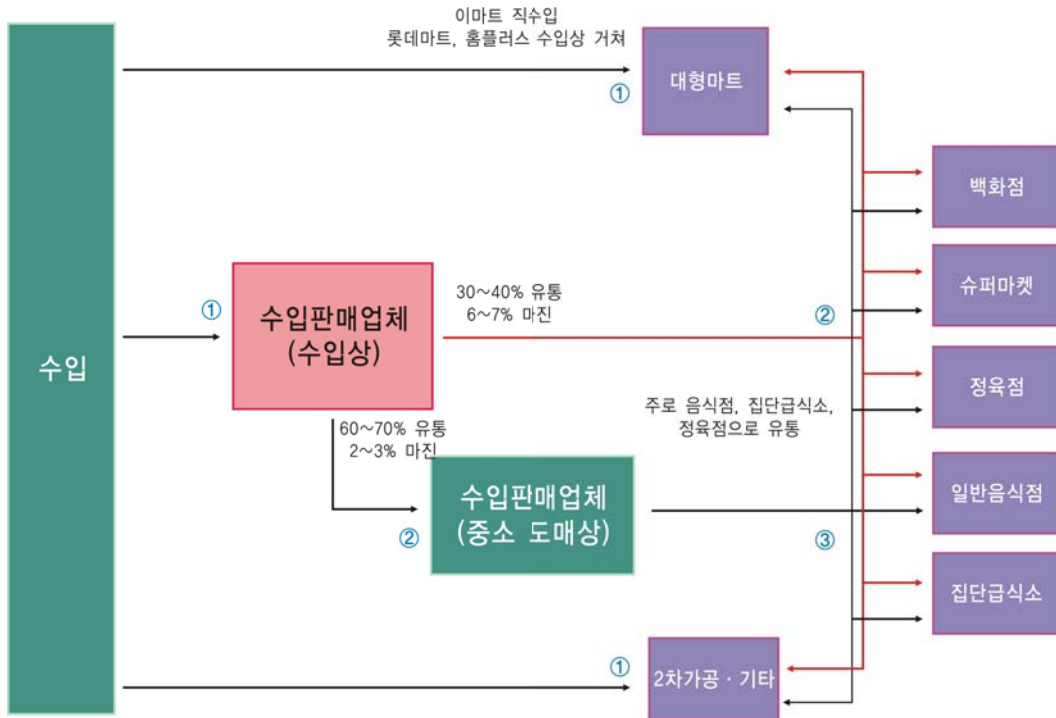 이마트 직수입
롯데마트, 홈플러스 수입상 거쳐
①
대형마트
백화점
①
수입판매업체
(수입상)
30～40% 유통
6～7% 마진
②
슈퍼마켓
수입
60～70% 유통
2～3% 마진
주로 음식점, 집단급식소,
정육점으로 유통
정육점
②
수입판매업체
(중소 도매상)
③
일반음식점
집단급식소
①
2차가공·기타